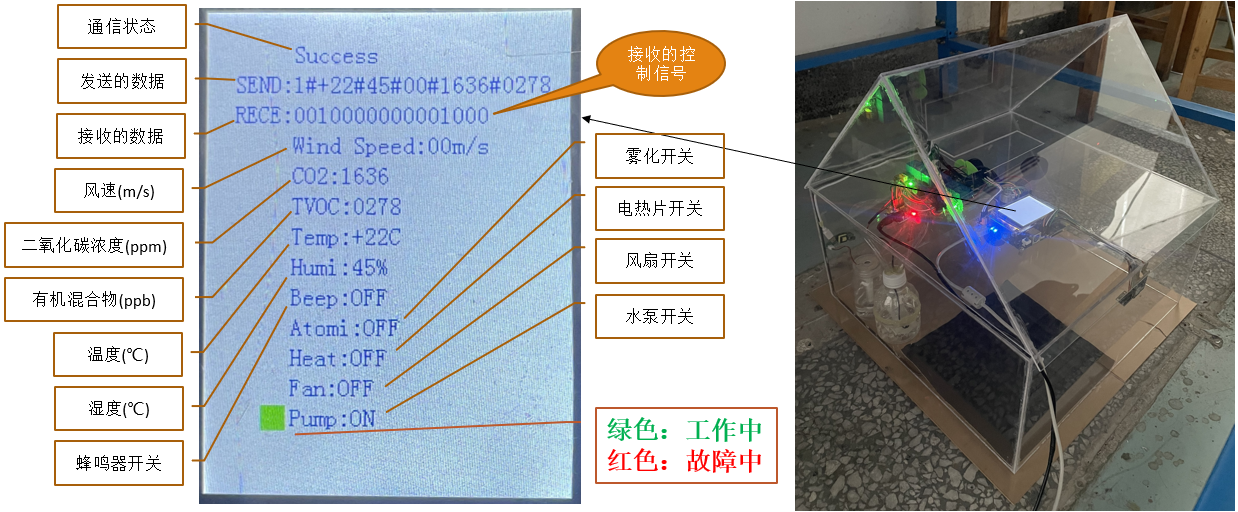 通信状态
发送的数据
接收的数据
风速(m/s)
二氧化碳浓度(ppm)
有机混合物(ppb)
温度(℃)
湿度(℃)
蜂鸣器开关
Success
SEND:1#+22#45#00#1636#0278
RECE:0010000000001000
Wind Speed:00m/s
CO2:1636
TVOC:0278
Temp:+22C
Humi:45%
Beep:OFF
Atomi:OFF
Heat:OFF
Fan:OFF
Pump:ON
接收的控
制信号
雾化开关
电热片开关
风扇开关
水泵开关
绿色：工作中
红色：故障中